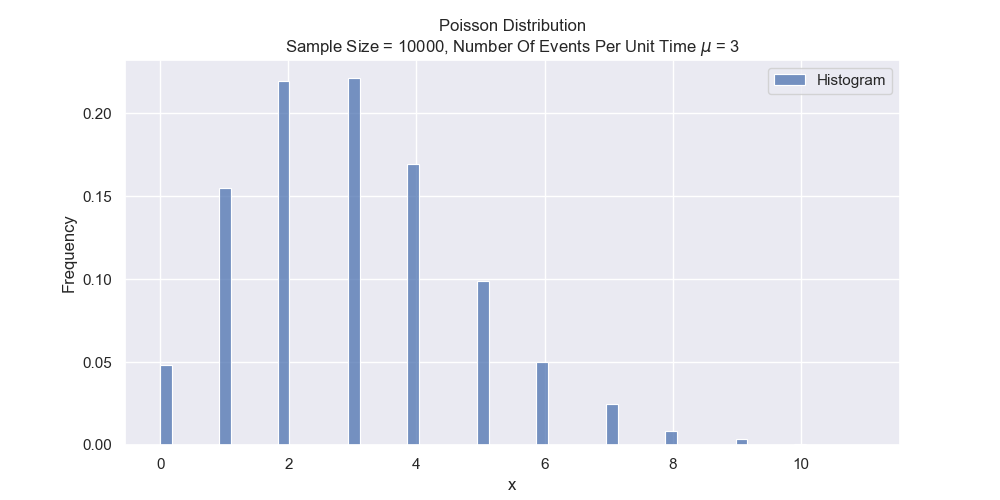 Poisson Distribution
Sample Size = 10000, Number Of Events Per Unit Time μ = 3
Histogram
0.20
0.15
0.10
0.05
0.00
Frequency
0 2 4 6 8 10
x